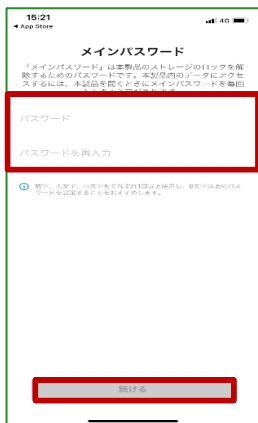 15:21
4G
◀ App Store
メインパスワード
「メインパスワード」は本製品のストレージのロックを解
除するためのパスワードです。本製品内のデータにアクセ
スするには、本製品を開くときにメインパスワードを毎回
パスワード
パスワードを再入力
数字、大文字、小文字をそれぞれ1個以上使用し、8文字以上のパス
ワードを設定することをおすすめします。
続ける